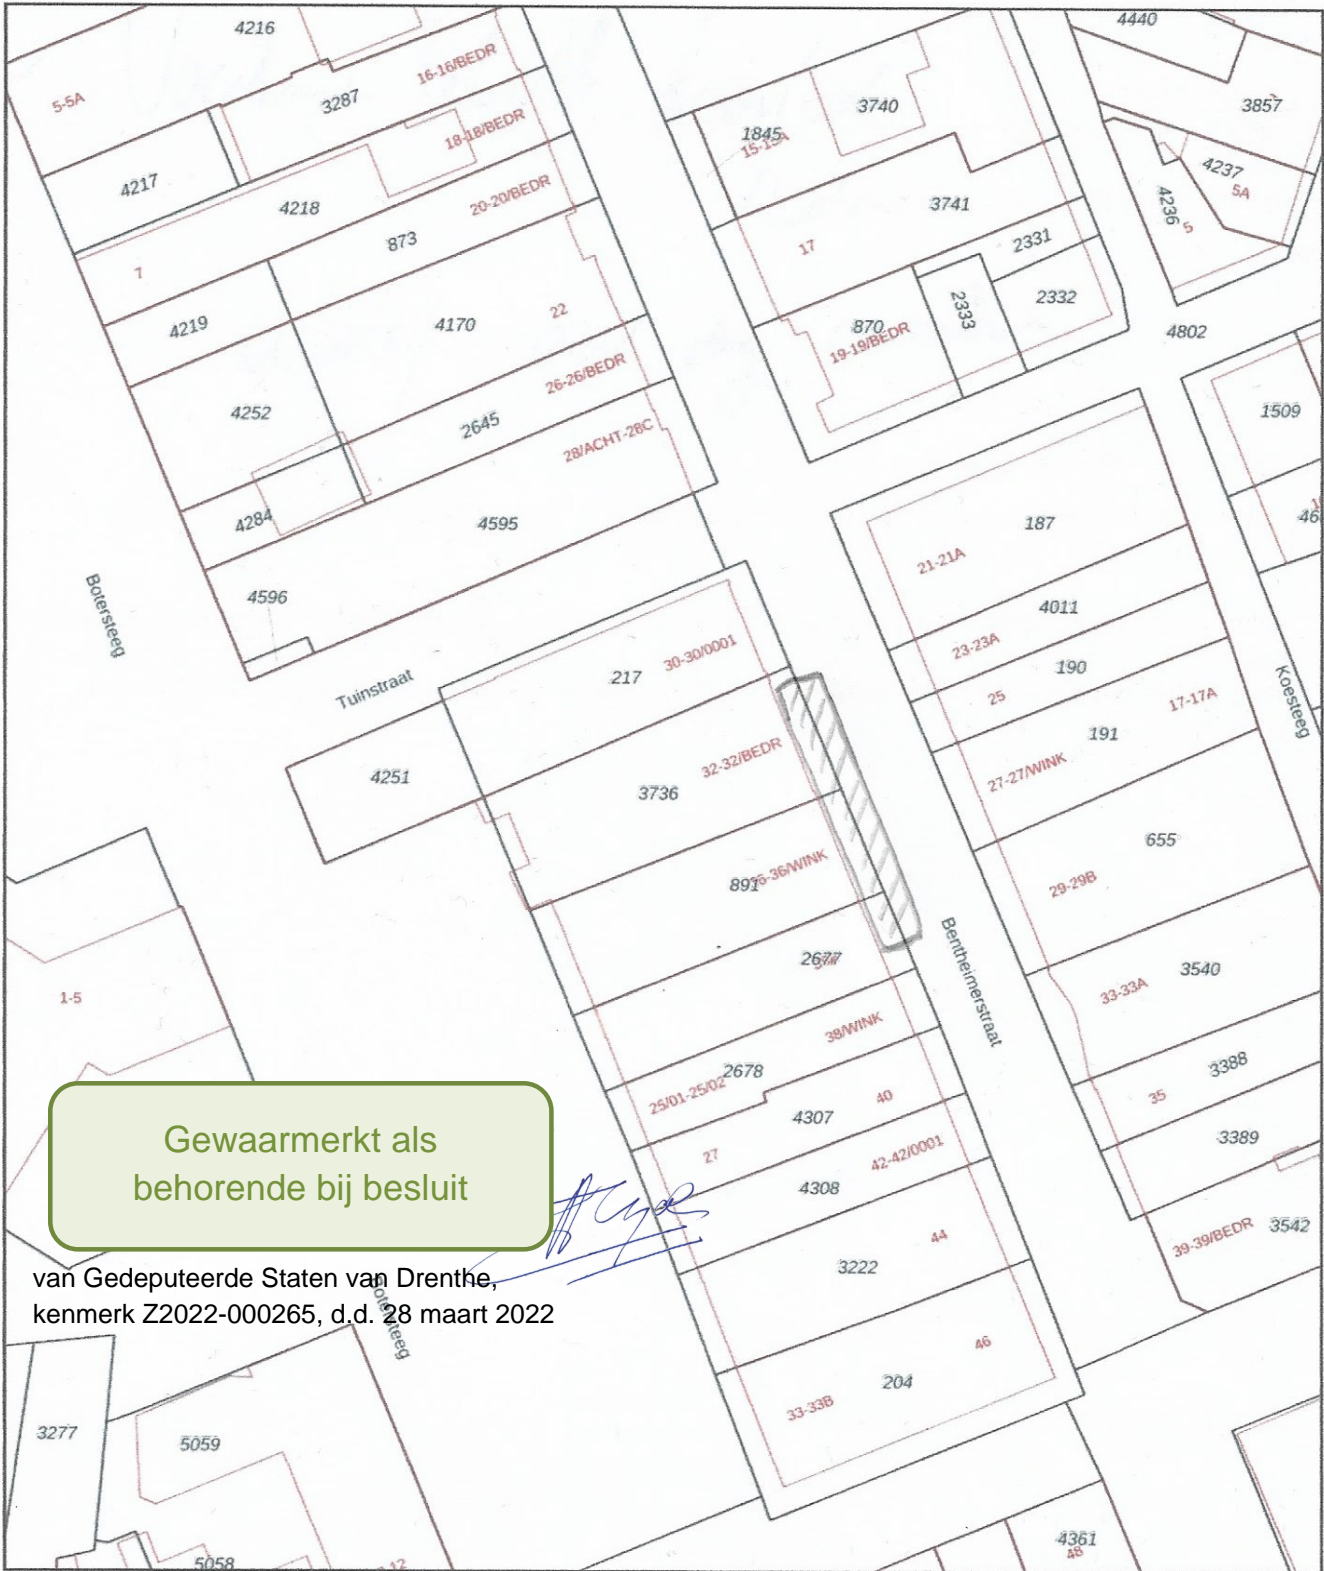 4216
4440
5-5A
16-16/BEDR
3287
3740
3857
1845
15-15A
18-18/BEDR
4217
4237
5A
4236
5
4218
20-20/BEDR
3741
873
17
2331
7
2333
2332
4219
4170
22
870
19-19/BEDR
4802
26-26/BEDR
4252
2645
1509
28/ACHT-28C
4284
4595
187
21-21A
Botersteeg
4596
4011
23-23A
Tuinstraat
217
30-30/0001
190
25
17-17A
Koesteeg
4251
3736
32-32/BEDR
191
27-27/WINK
655
891
29-29B
Bentheimerstraat
2677
3540
33-33A
1-5
38/WINK
2678
25/01-25/02
3388
35
4307
40
3389
27
42-42/0001
4308
Gewaarmerkt als
behorende bij besluit
44
39-39/BEDR
3542
3222
van Gedeputeerde Staten van Drenthe,
kenmerk Z2022-000265, d.d. 28 maart 2022
Botersteeg
46
204
33-33B
3277
5059
4361
48
5058